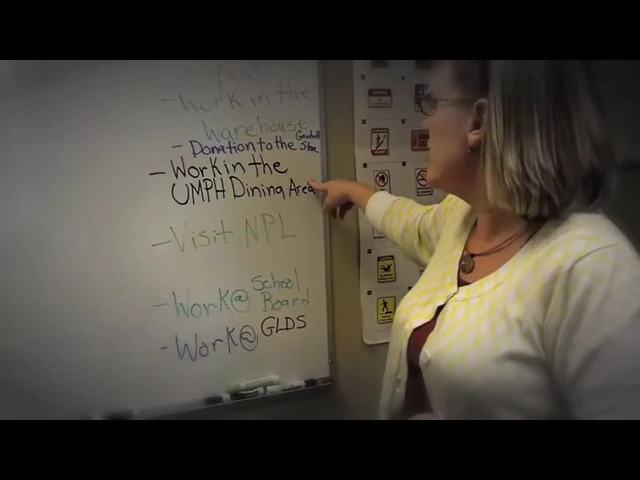 - Work in the
Warehouse
- Donation to the Goodwill Store
- Work in the
UMPH Dining Area
- Visit NPL
- Work@ School Board
- Work@ GLDS